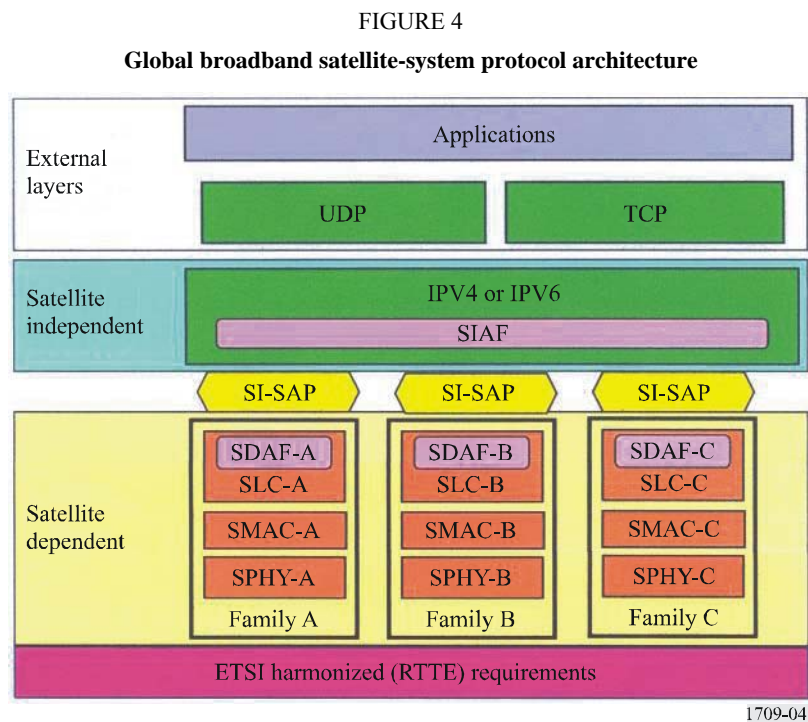 FIGURE 4
Global broadband satellite-system protocol architecture
External
layers
Applications
UDP
TCP
Satellite
independent
IPV4 or IPV6
SIAF
SI-SAP
SI-SAP
SI-SAP
Satellite
dependent
SDAF-A
SLC-A
SMAC-A
SPHY-A
Family A
SDAF-B
SLC-B
SMAC-B
SPHY-B
Family B
SDAF-C
SLC-C
SMAC-C
SPHY-C
Family C
ETSI harmonized (RTTE) requirements
1709-04